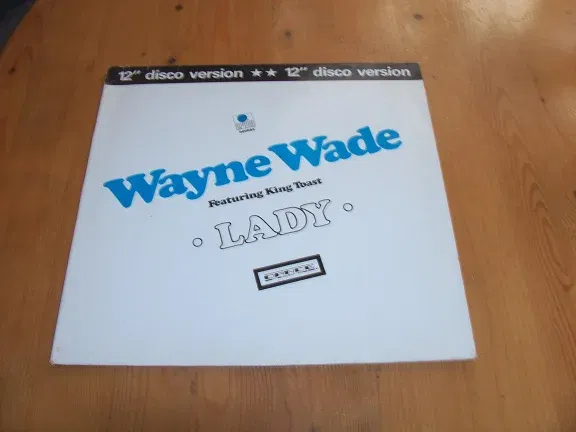 12" disco version ★★ 12" disco version
Wayne Wade
Featuring King Toast
· LADY ·